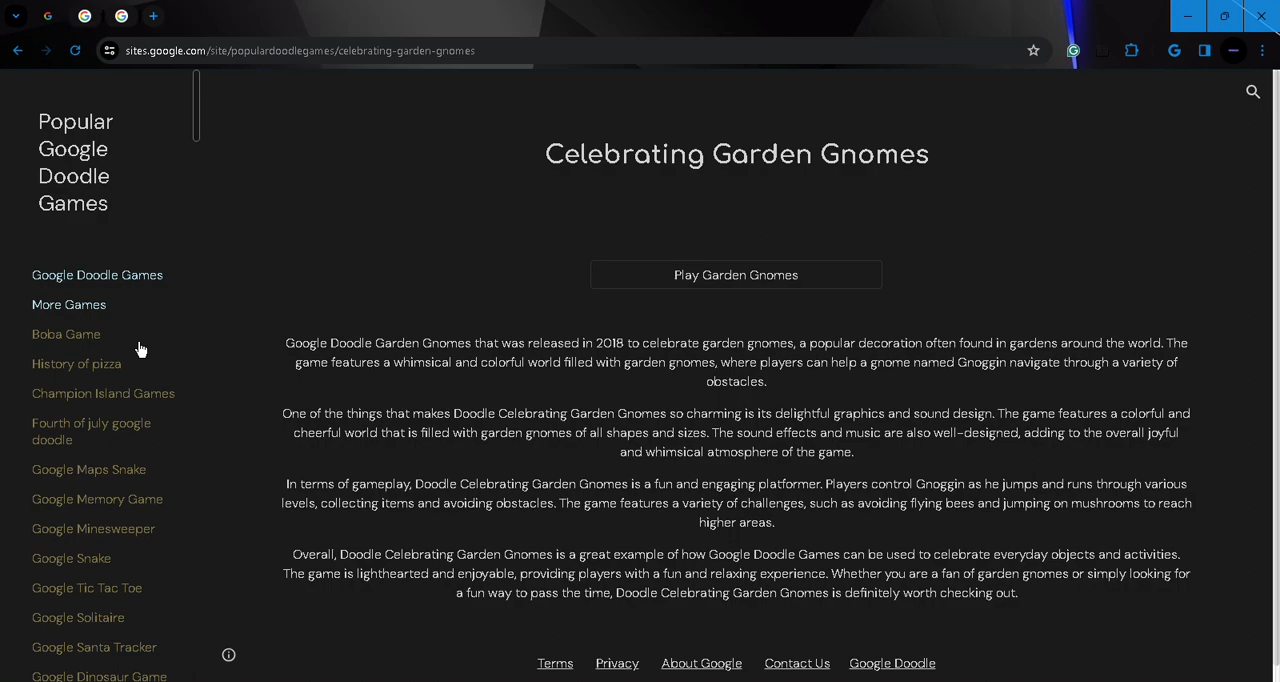 sites.google.com/site/populardoodlegames/celebrating-garden-gnomes
Popular
Google
Doodle
Games
Google Doodle Games
More Games
Boba Game
History of pizza
Champion Island Games
Fourth of july google
doodle
Google Maps Snake
Google Memory Game
Google Minesweeper
Google Snake
Google Tic Tac Toe
Google Solitaire
Google Santa Tracker
Google Dinosaur Game
Celebrating Garden Gnomes
Play Garden Gnomes
Google Doodle Garden Gnomes that was released in 2018 to celebrate garden gnomes, a popular decoration often found in gardens around the world. The
game features a whimsical and colorful world filled with garden gnomes, where players can help a gnome named Gnoggin navigate through a variety of
obstacles.
One of the things that makes Doodle Celebrating Garden Gnomes so charming is its delightful graphics and sound design. The game features a colorful and
cheerful world that is filled with garden gnomes of all shapes and sizes. The sound effects and music are also well-designed, adding to the overall joyful
and whimsical atmosphere of the game.
In terms of gameplay, Doodle Celebrating Garden Gnomes is a fun and engaging platformer. Players control Gnoggin as he jumps and runs through various
levels, collecting items and avoiding obstacles. The game features a variety of challenges, such as avoiding flying bees and jumping on mushrooms to reach
higher areas.
Overall, Doodle Celebrating Garden Gnomes is a great example of how Google Doodle Games can be used to celebrate everyday objects and activities.
The game is lighthearted and enjoyable, providing players with a fun and relaxing experience. Whether you are a fan of garden gnomes or simply looking for
a fun way to pass the time, Doodle Celebrating Garden Gnomes is definitely worth checking out.
Terms Privacy About Google Contact Us Google Doodle